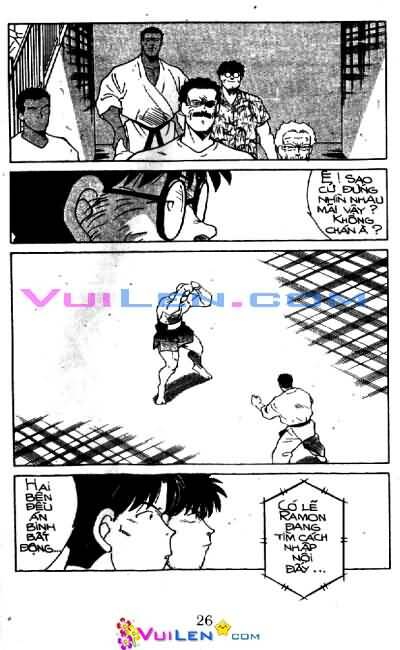 Ê! SAO
CỨ ĐỨNG
NHÌN NHAU
MÃI VẬY?
KHÔNG
CHÁN À?
VUILEN.COM
HAI
BÊN
ĐỀU
ÁN
BINH
BẤT
ĐỘNG...
CÓ LẼ
RAMON
ĐANG
TÌM CÁCH
NHẬP
NỘI
ĐẤY...
26
VUILEN.COM